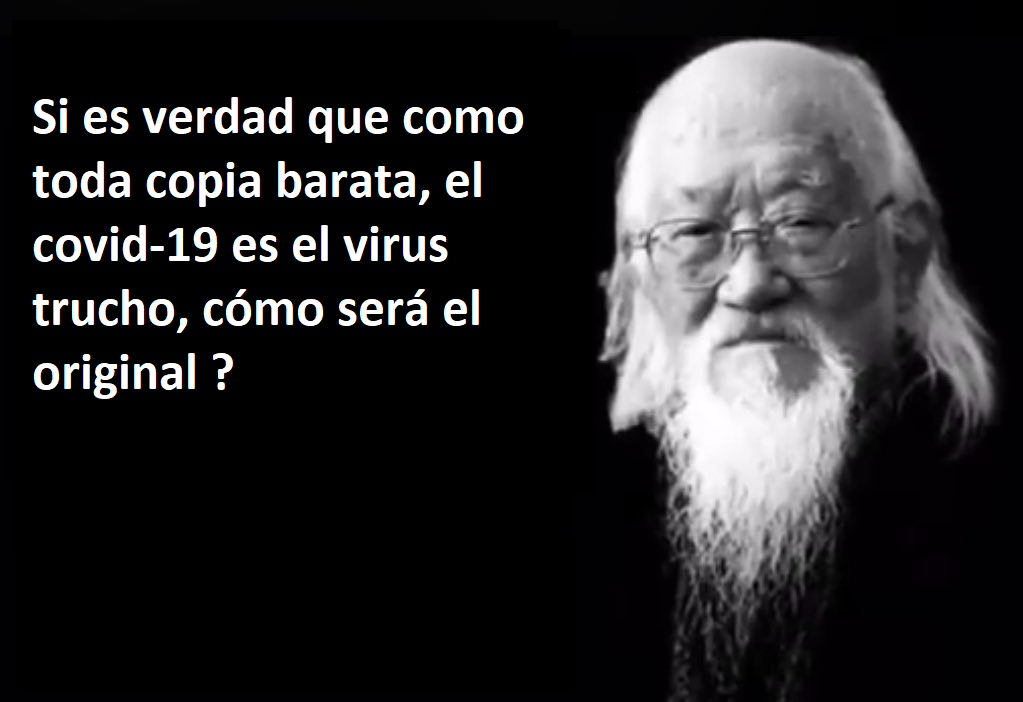 Si es verdad que como
toda copia barata, el
covid-19 es el virus
trucho, cómo será el
original ?